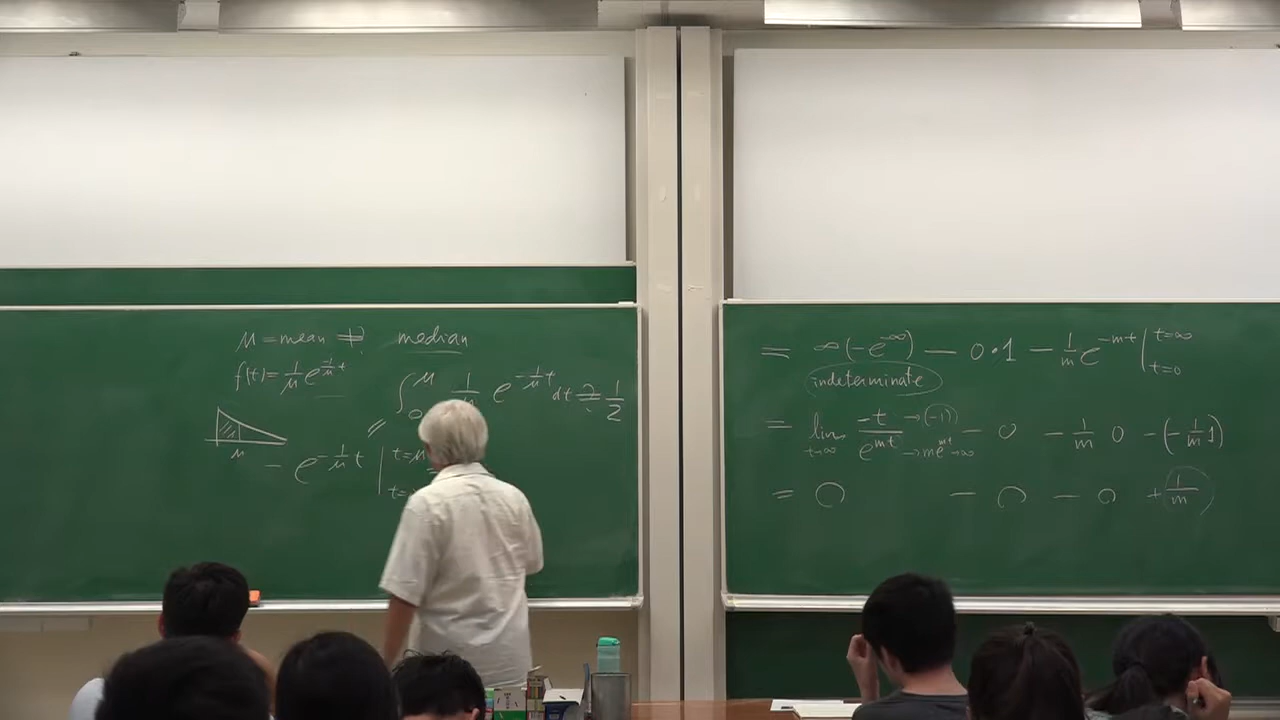 μ = mean ≠? median
f(t) = 1/μ e^{-1/μ t}
∫_0^μ 1/μ e^{-1/μ t} dt ≟ 1/2
μ
= - e^{-1/μ t} | t=μ
t=
= ∞(-e^{-∞}) - 0·1 - 1/m e^{-mt} | t=∞ t=0
indeterminate
= lim t→∞ -t/e^{mt} →(-1) →me^{mt}→∞ - 0 - 1/m 0 - (-1/m 1)
= 0 - 0 - 0 + 1/m